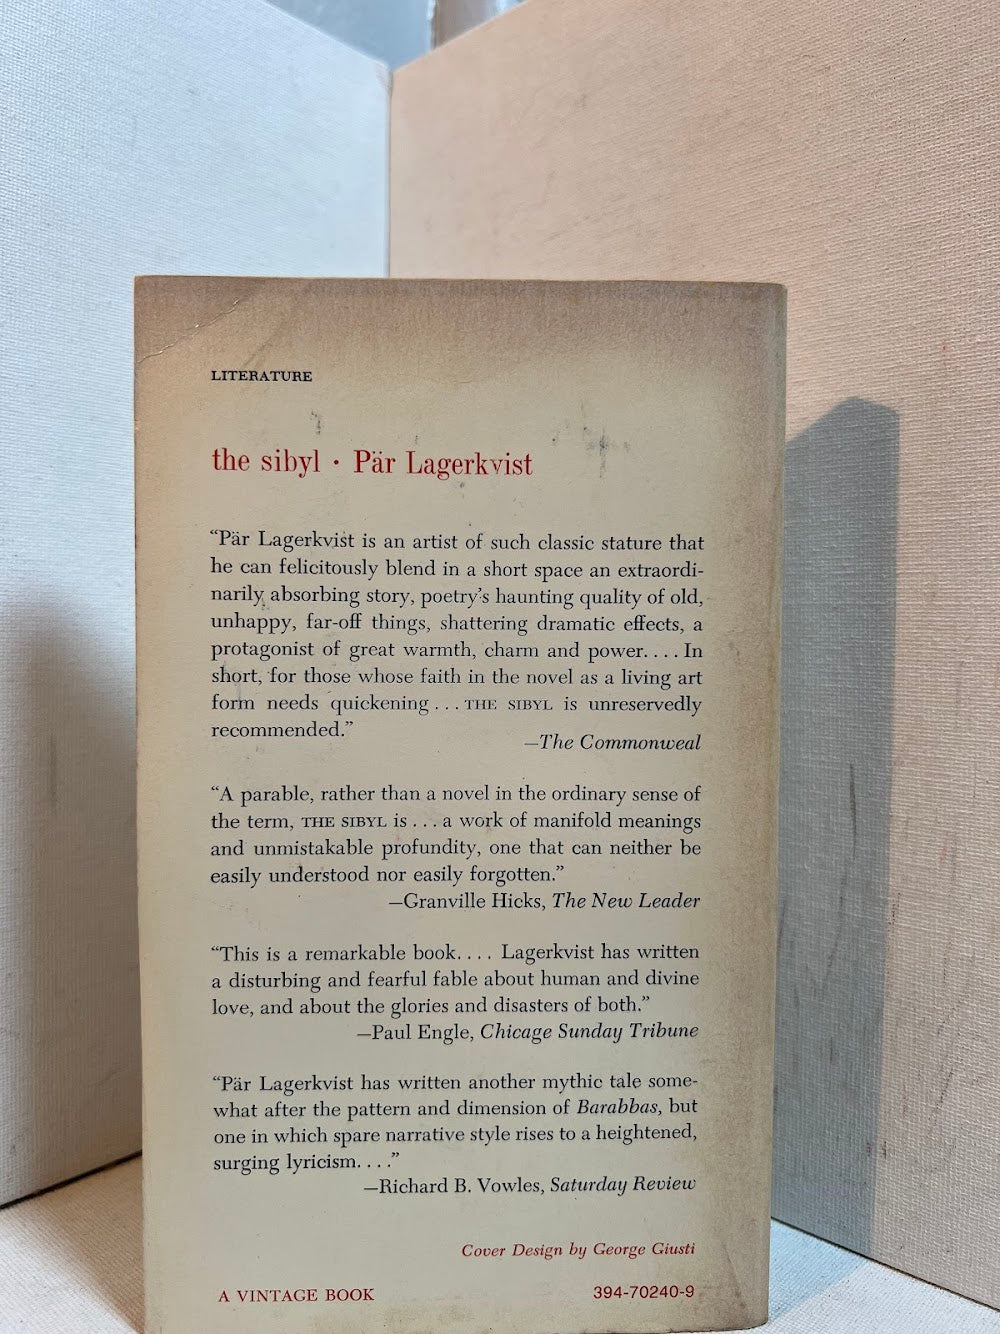 LITERATURE
the sibyl · Pär Lagerkvist
“Pär Lagerkvist is an artist of such classic stature that
he can felicitously blend in a short space an extraordi-
narily absorbing story, poetry’s haunting quality of old,
unhappy, far-off things, shattering dramatic effects, a
protagonist of great warmth, charm and power. . . . In
short, for those whose faith in the novel as a living art
form needs quickening . . . THE SIBYL is unreservedly
recommended.”
—The Commonweal
“A parable, rather than a novel in the ordinary sense of
the term, THE SIBYL is . . . a work of manifold meanings
and unmistakable profundity, one that can neither be
easily understood nor easily forgotten.”
—Granville Hicks, The New Leader
“This is a remarkable book. . . . Lagerkvist has written
a disturbing and fearful fable about human and divine
love, and about the glories and disasters of both.”
—Paul Engle, Chicage Sunday Tribune
“Pär Lagerkvist has written another mythic tale some-
what after the pattern and dimension of Barabbas, but
one in which spare narrative style rises to a heightened,
surging lyricism. . . .”
—Richard B. Vowles, Saturday Review
Cover Design by George Giusti
A VINTAGE BOOK 394-70240-9